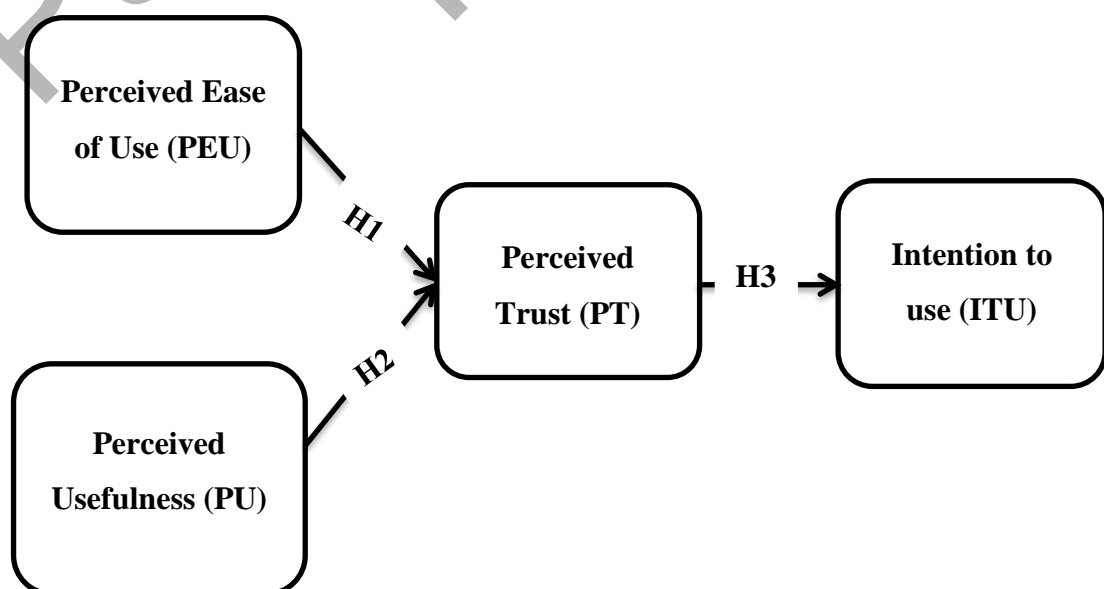 Perceived Ease
of Use (PEU)
H1
Perceived
Trust (PT)
H3
Intention to
use (ITU)
H2
Perceived
Usefulness (PU)